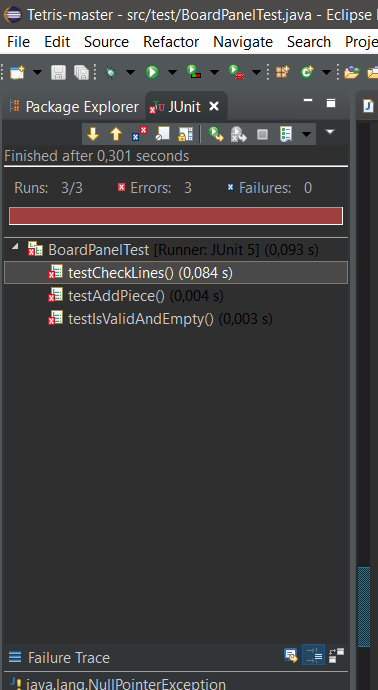 Tetris-master - src/test/BoardPanelTest.java - Eclipse
File Edit Source Refactor Navigate Search Proje
Package Explorer JUnit
Finished after 0,301 seconds
Runs: 3/3 Errors: 3 Failures: 0
BoardPanelTest [Runner: JUnit 5] (0,093 s)
testCheckLines() (0,084 s)
testAddPiece() (0,004 s)
testIsValidAndEmpty() (0,003 s)
Failure Trace
java.lang.NullPointerException